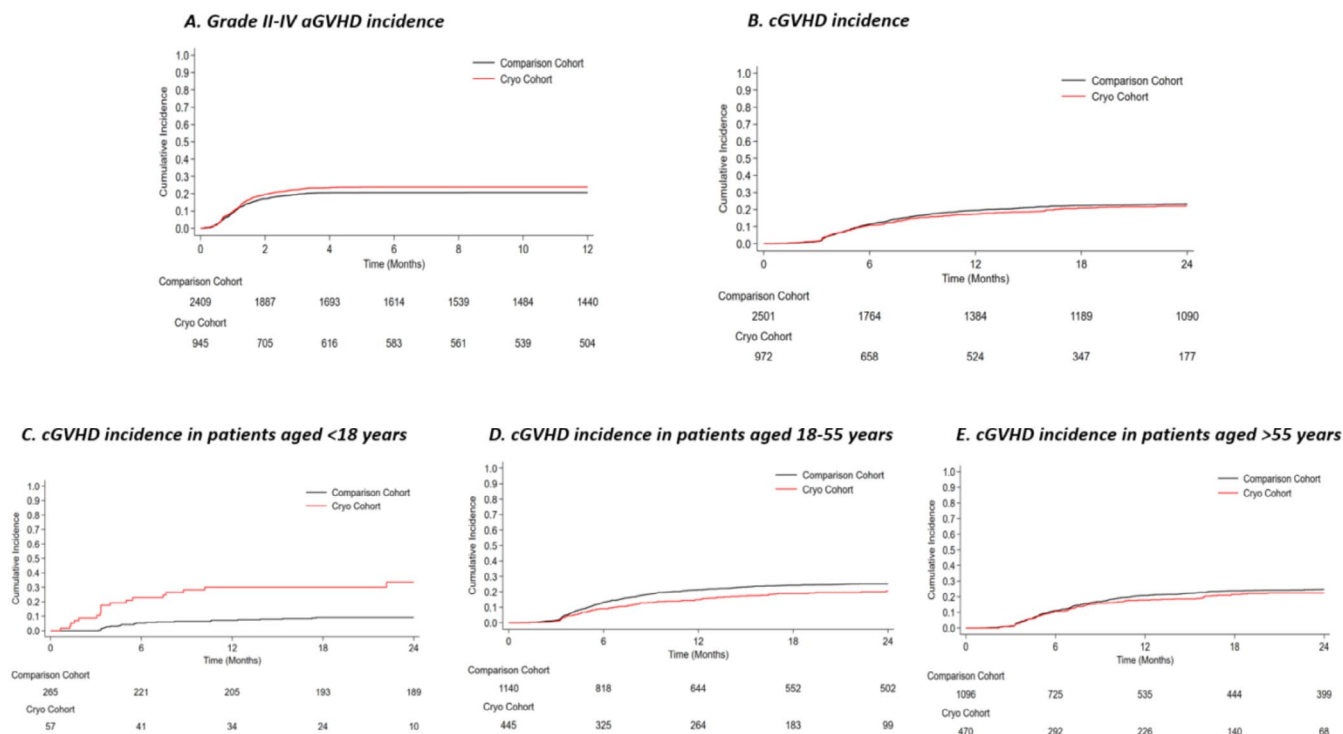 A. Grade II-IV aGVHD incidence
1.0
0.9
0.8
0.7
0.6
0.5
0.4
0.3
0.2
0.1
0.0
Cumulative Incidence
Comparison Cohort
Cryo Cohort
0 2 4 6 8 10 12
Time (Months)
Comparison Cohort
2409 1887 1693 1614 1539 1484 1440
Cryo Cohort
945 705 616 583 561 539 504
B. cGVHD incidence
1.0
0.9
0.8
0.7
0.6
0.5
0.4
0.3
0.2
0.1
0.0
Cumulative Incidence
Comparison Cohort
Cryo Cohort
0 6 12 18 24
Time (Months)
Comparison Cohort
2501 1764 1384 1189 1090
Cryo Cohort
972 658 524 347 177
C. cGVHD incidence in patients aged <18 years
1.0
0.9
0.8
0.7
0.6
0.5
0.4
0.3
0.2
0.1
0.0
Cumulative Incidence
Comparison Cohort
Cryo Cohort
0 6 12 18 24
Time (Months)
Comparison Cohort
265 221 205 193 189
Cryo Cohort
57 41 34 24 10
D. cGVHD incidence in patients aged 18-55 years
1.0
0.9
0.8
0.7
0.6
0.5
0.4
0.3
0.2
0.1
0.0
Cumulative Incidence
Comparison Cohort
Cryo Cohort
0 6 12 18 24
Time (Months)
Comparison Cohort
1140 818 644 552 502
Cryo Cohort
445 325 264 183 99
E. cGVHD incidence in patients aged >55 years
1.0
0.9
0.8
0.7
0.6
0.5
0.4
0.3
0.2
0.1
0.0
Cumulative Incidence
Comparison Cohort
Cryo Cohort
0 6 12 18 24
Time (Months)
Comparison Cohort
1096 725 535 444 399
Cryo Cohort
470 292 226 140 68